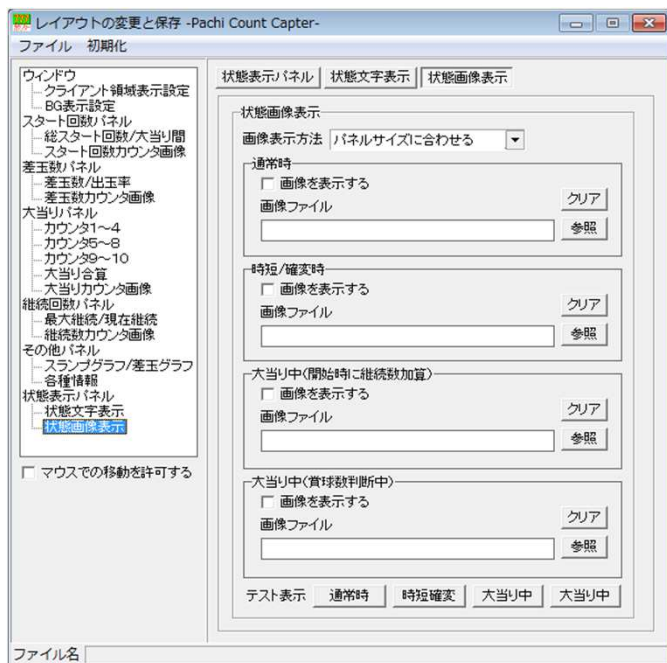 レイアウトの変更と保存 -Pachi Count Capter-
ファイル 初期化
ウィンドウ
クライアント領域表示設定
BG表示設定
スタート回数パネル
総スタート回数/大当り間
スタート回数カウンタ画像
差玉数パネル
差玉数/出玉率
差玉数カウンタ画像
大当りパネル
カウンタ1～4
カウンタ5～8
カウンタ9～10
大当り合算
大当りカウンタ画像
継続回数パネル
最大継続/現在継続
継続数カウンタ画像
その他パネル
スランプグラフ/差玉グラフ
各種情報
状態表示パネル
状態文字表示
状態画像表示
マウスでの移動を許可する
状態表示パネル 状態文字表示 状態画像表示
状態画像表示
画像表示方法 パネルサイズに合わせる
通常時
画像を表示する
クリア
画像ファイル
参照
時短/確変時
画像を表示する
クリア
画像ファイル
参照
大当り中(開始時に継続数加算)
画像を表示する
クリア
画像ファイル
参照
大当り中(賞球数判断中)
画像を表示する
クリア
画像ファイル
参照
テスト表示 通常時 時短確変 大当り中 大当り中
ファイル名